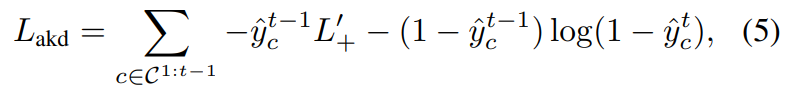 L_akd = ∑_{c∈𝒞^{1:t−1}} −ŷ_c^{t−1} L′_+ − (1 − ŷ_c^{t−1}) log(1 − ŷ_c^t), (5)